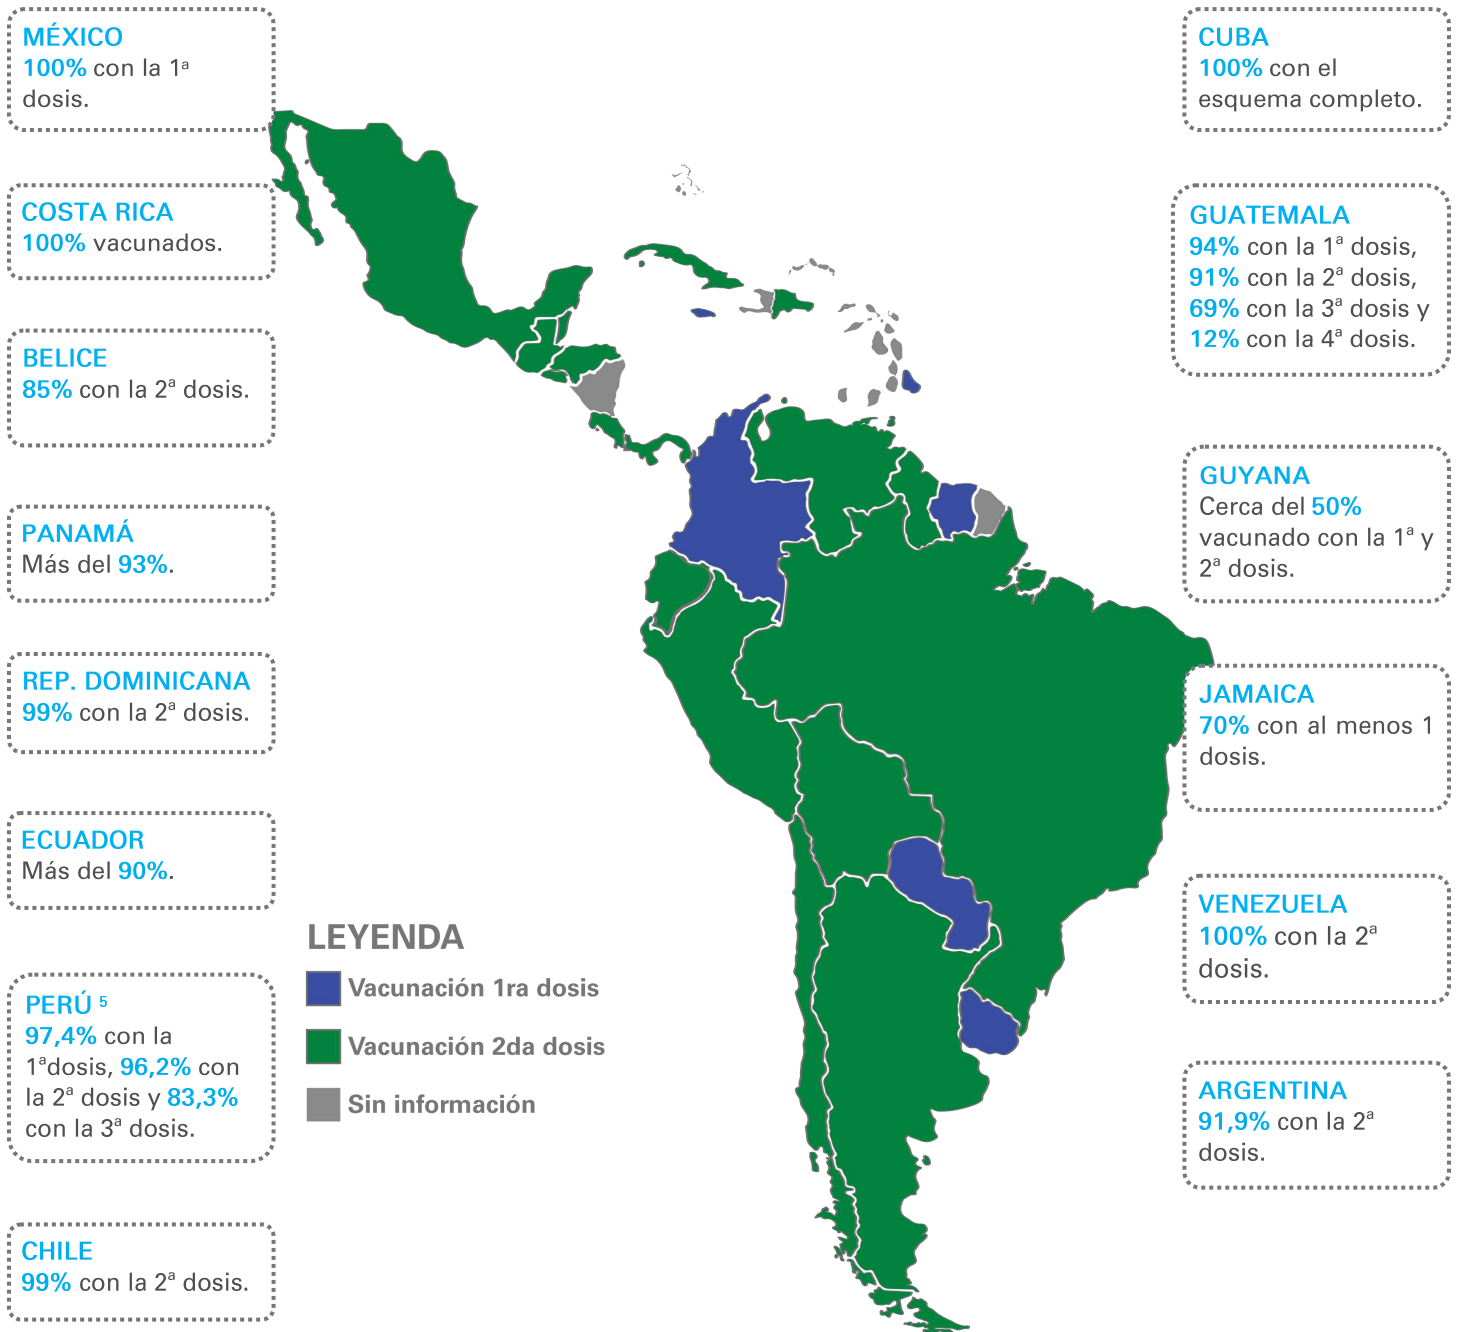 MÉXICO
100% con la 1ª
dosis.
COSTA RICA
100% vacunados.
BELICE
85% con la 2ª dosis.
PANAMÁ
Más del 93%.
REP. DOMINICANA
99% con la 2ª dosis.
ECUADOR
Más del 90%.
PERÚ ⁵
97,4% con la
1ªdosis, 96,2% con
la 2ª dosis y 83,3%
con la 3ª dosis.
CHILE
99% con la 2ª dosis.
LEYENDA
Vacunación 1ra dosis
Vacunación 2da dosis
Sin información
CUBA
100% con el
esquema completo.
GUATEMALA
94% con la 1ª dosis,
91% con la 2ª dosis,
69% con la 3ª dosis y
12% con la 4ª dosis.
GUYANA
Cerca del 50%
vacunado con la 1ª y
2ª dosis.
JAMAICA
70% con al menos 1
dosis.
VENEZUELA
100% con la 2ª
dosis.
ARGENTINA
91,9% con la 2ª
dosis.